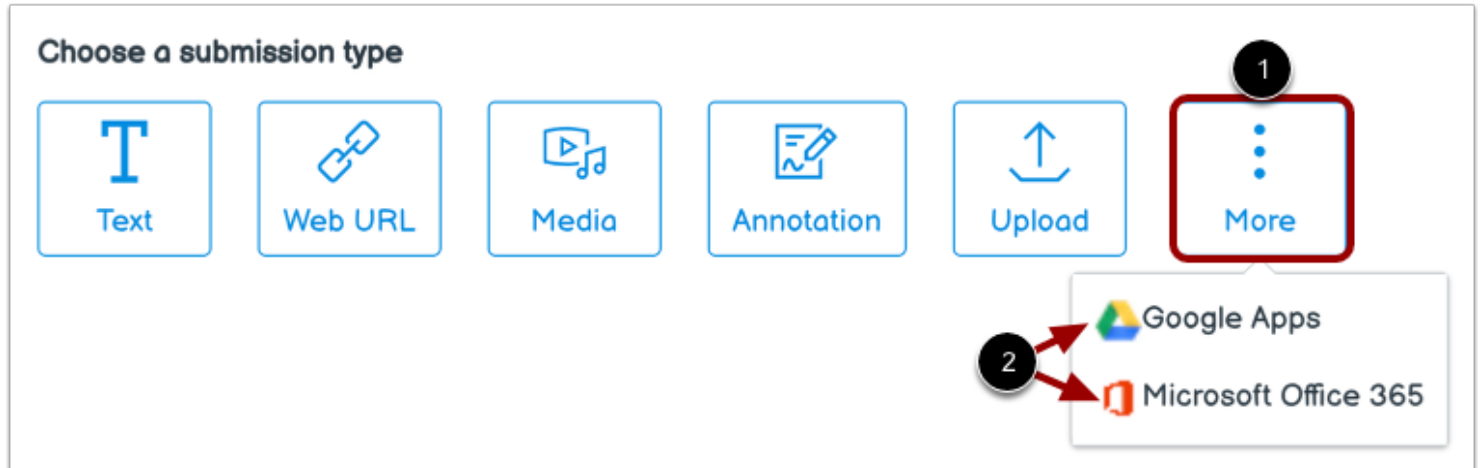 Choose a submission type
1
Text
Web URL
Media
Annotation
Upload
More
Google Apps
2
Microsoft Office 365